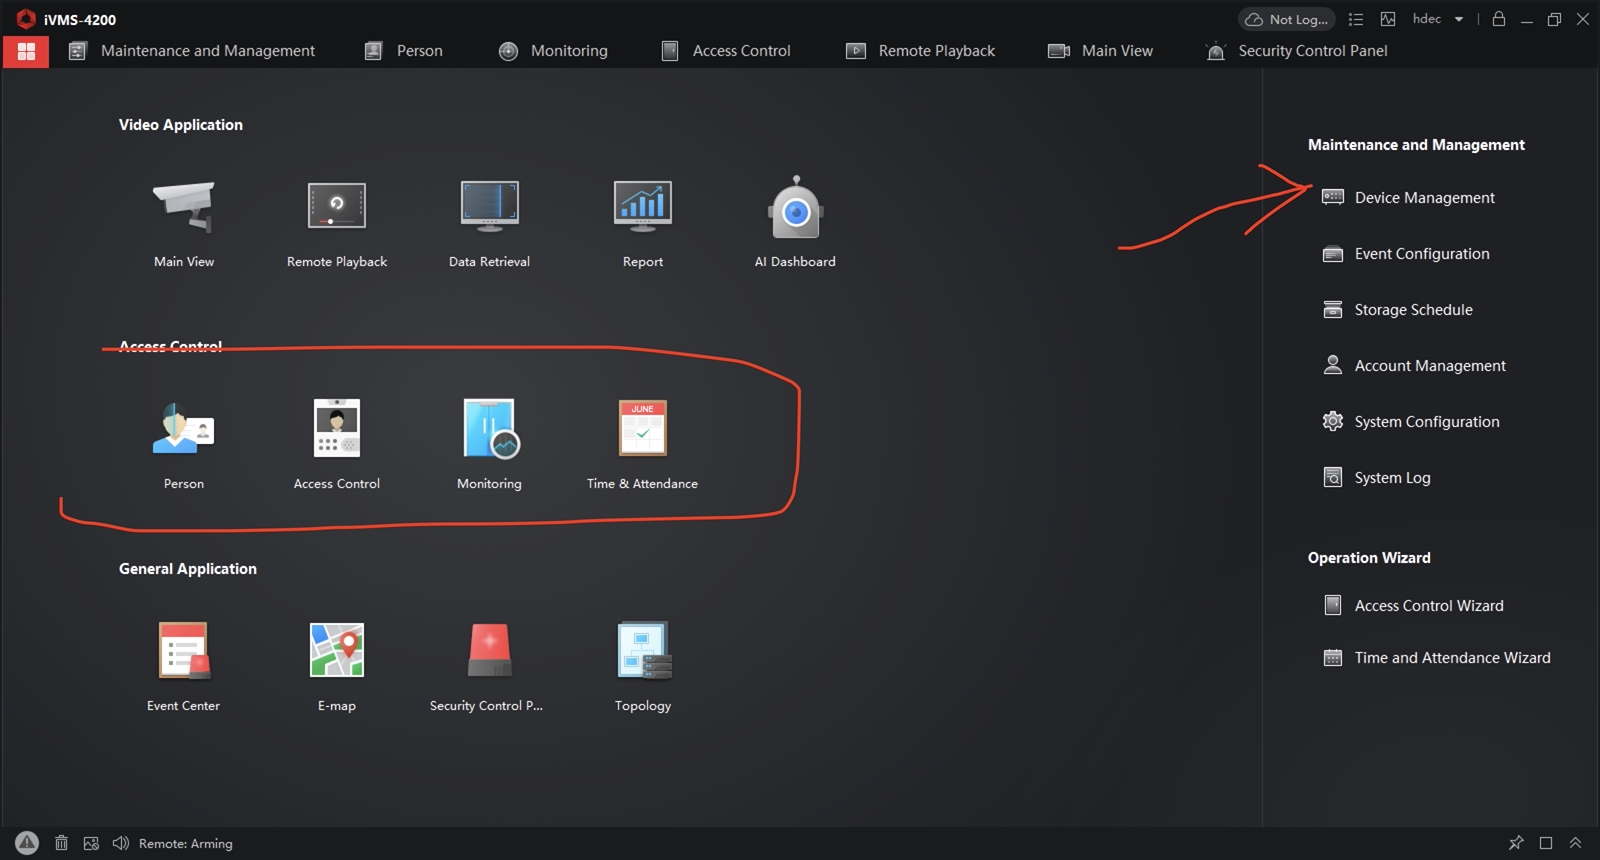 iVMS-4200
Not Log...
hdec
Maintenance and Management
Person
Monitoring
Access Control
Remote Playback
Main View
Security Control Panel
Video Application
Main View
Remote Playback
Data Retrieval
Report
AI Dashboard
Access Control
JUNE
Person
Access Control
Monitoring
Time & Attendance
General Application
Event Center
E-map
Security Control P...
Topology
Maintenance and Management
Device Management
Event Configuration
Storage Schedule
Account Management
System Configuration
System Log
Operation Wizard
Access Control Wizard
Time and Attendance Wizard
Remote: Arming